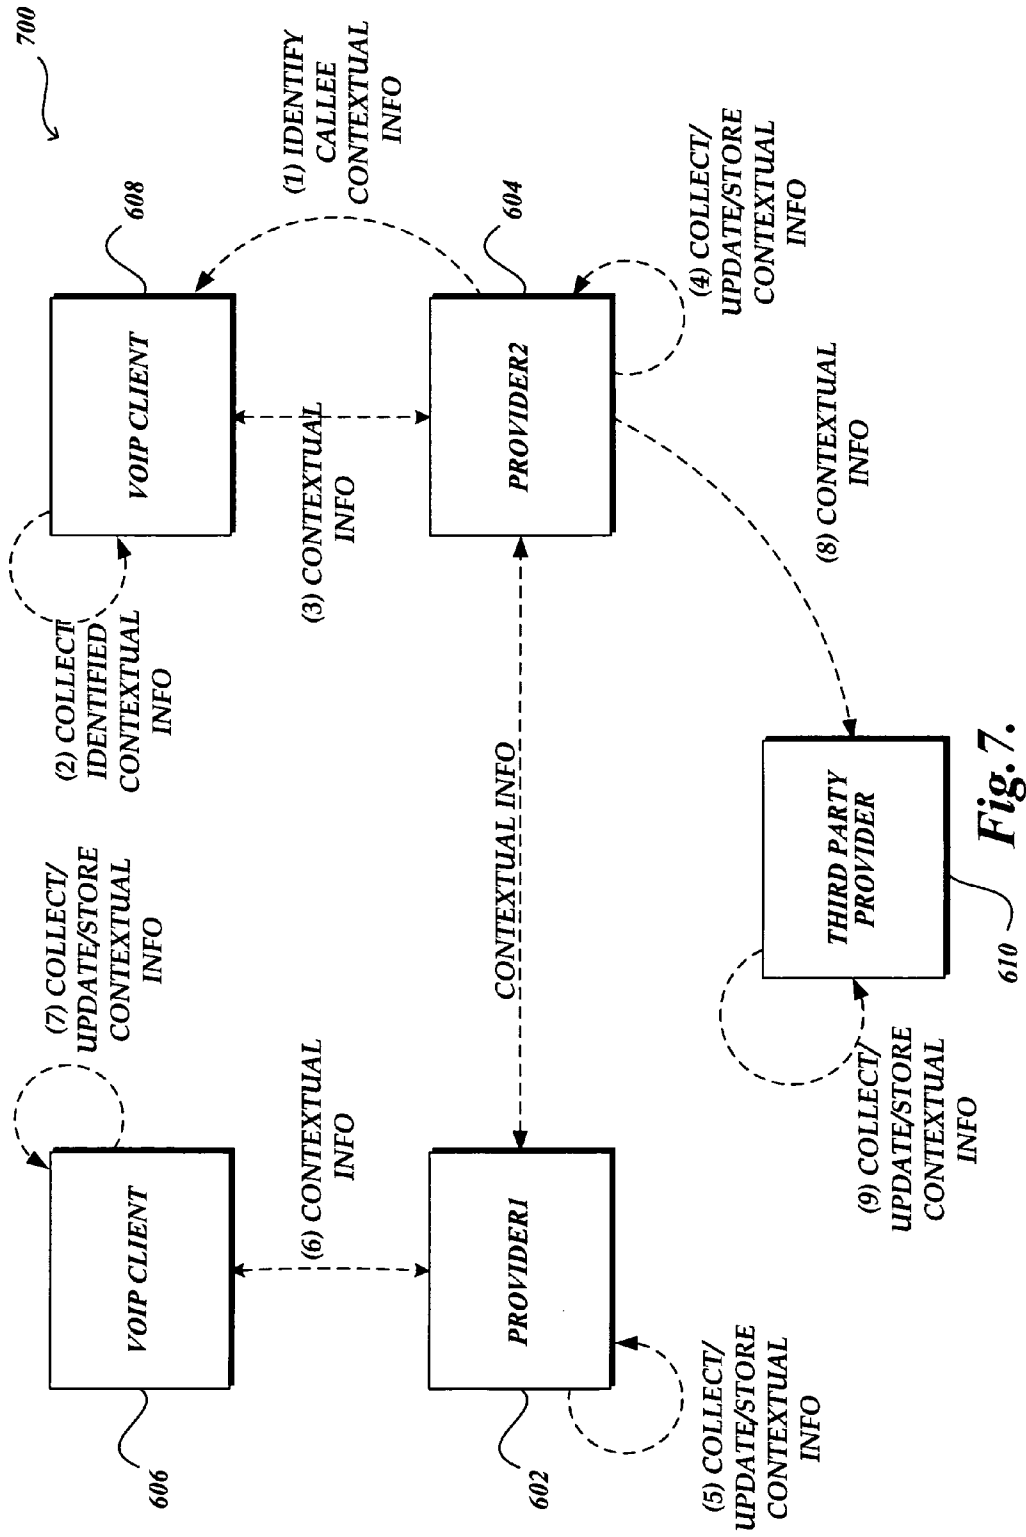 700
(7) COLLECT/
UPDATE/STORE
CONTEXTUAL
INFO
(2) COLLECT
IDENTIFIED
CONTEXTUAL
INFO
606
VOIP CLIENT
VOIP CLIENT
608
(6) CONTEXTUAL
INFO
(3) CONTEXTUAL
INFO
(1) IDENTIFY
CALLEE
CONTEXTUAL
INFO
602
PROVIDER1
CONTEXTUAL INFO
PROVIDER2
604
(5) COLLECT/
UPDATE/STORE
CONTEXTUAL
INFO
(4) COLLECT/
UPDATE/STORE
CONTEXTUAL
INFO
(9) COLLECT/
UPDATE/STORE
CONTEXTUAL
INFO
THIRD PARTY
PROVIDER
(8) CONTEXTUAL
INFO
610
Fig.7.